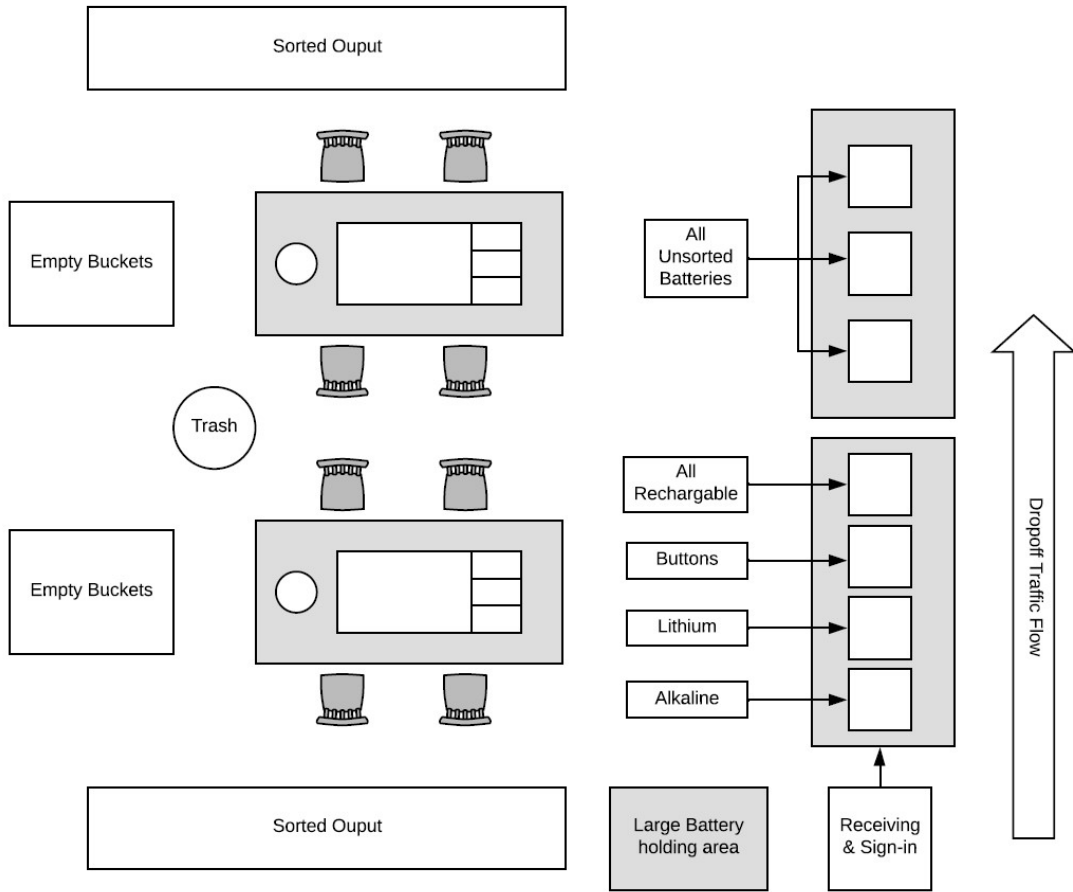 Sorted Ouput
Empty Buckets
All
Unsorted
Batteries
Trash
All
Rechargable
Dropoff Traffic Flow
Buttons
Empty Buckets
Lithium
Alkaline
Sorted Ouput
Large Battery
holding area
Receiving
& Sign-in